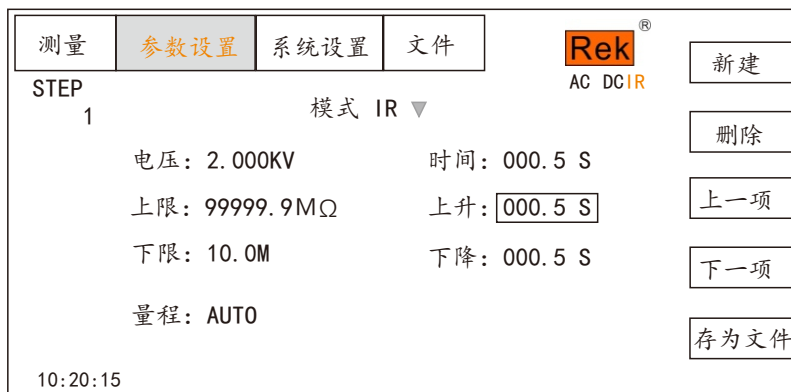 测量 参数设置 系统设置 文件 Rek®
AC DCIR
新建
STEP
1
模式 IR ▼
删除
电压: 2.000KV 时间: 000.5 S
上限: 99999.9MΩ 上升: 000.5 S
上一项
下限: 10.0M 下降: 000.5 S
下一项
量程: AUTO
存为文件
10:20:15